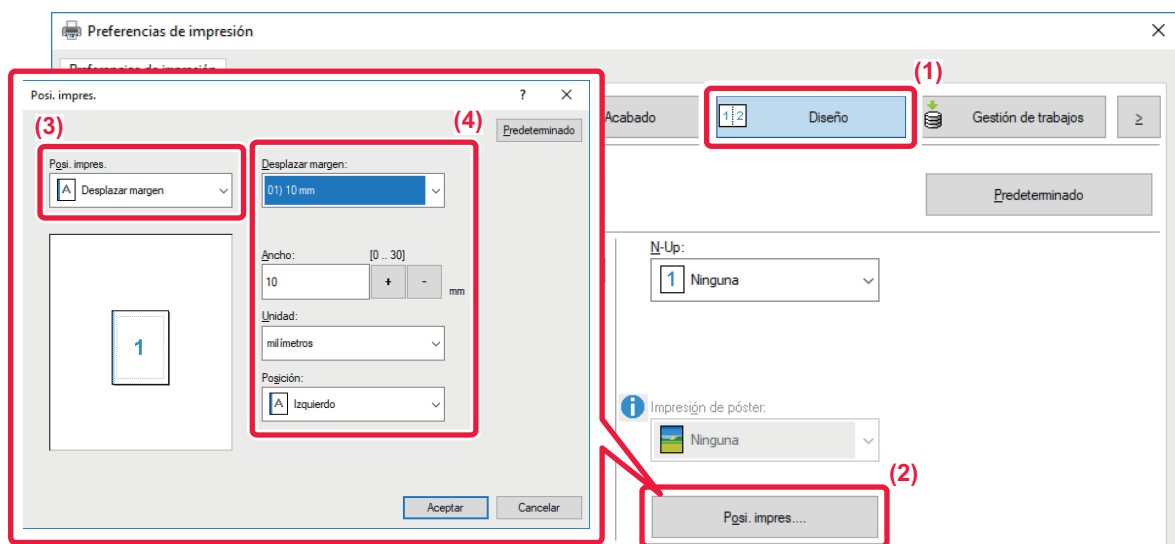 Preferencias de impresión
Preferencias de impresión
(1)
Acabado
1 2 Diseño
Gestión de trabajos
≥
Predeterminado
N-Up:
1 Ninguna
Impresión de póster:
Ninguna
(2)
Posi. impres....
Posi. impres.
?
(3)
(4)
Predeterminado
Posi. impres.
A Desplazar margen
1
Desplazar margen:
01) 10 mm
Ancho: [0 .. 30]
10 + - mm
Unidad:
milímetros
Posición:
A Izquierdo
Aceptar
Cancelar